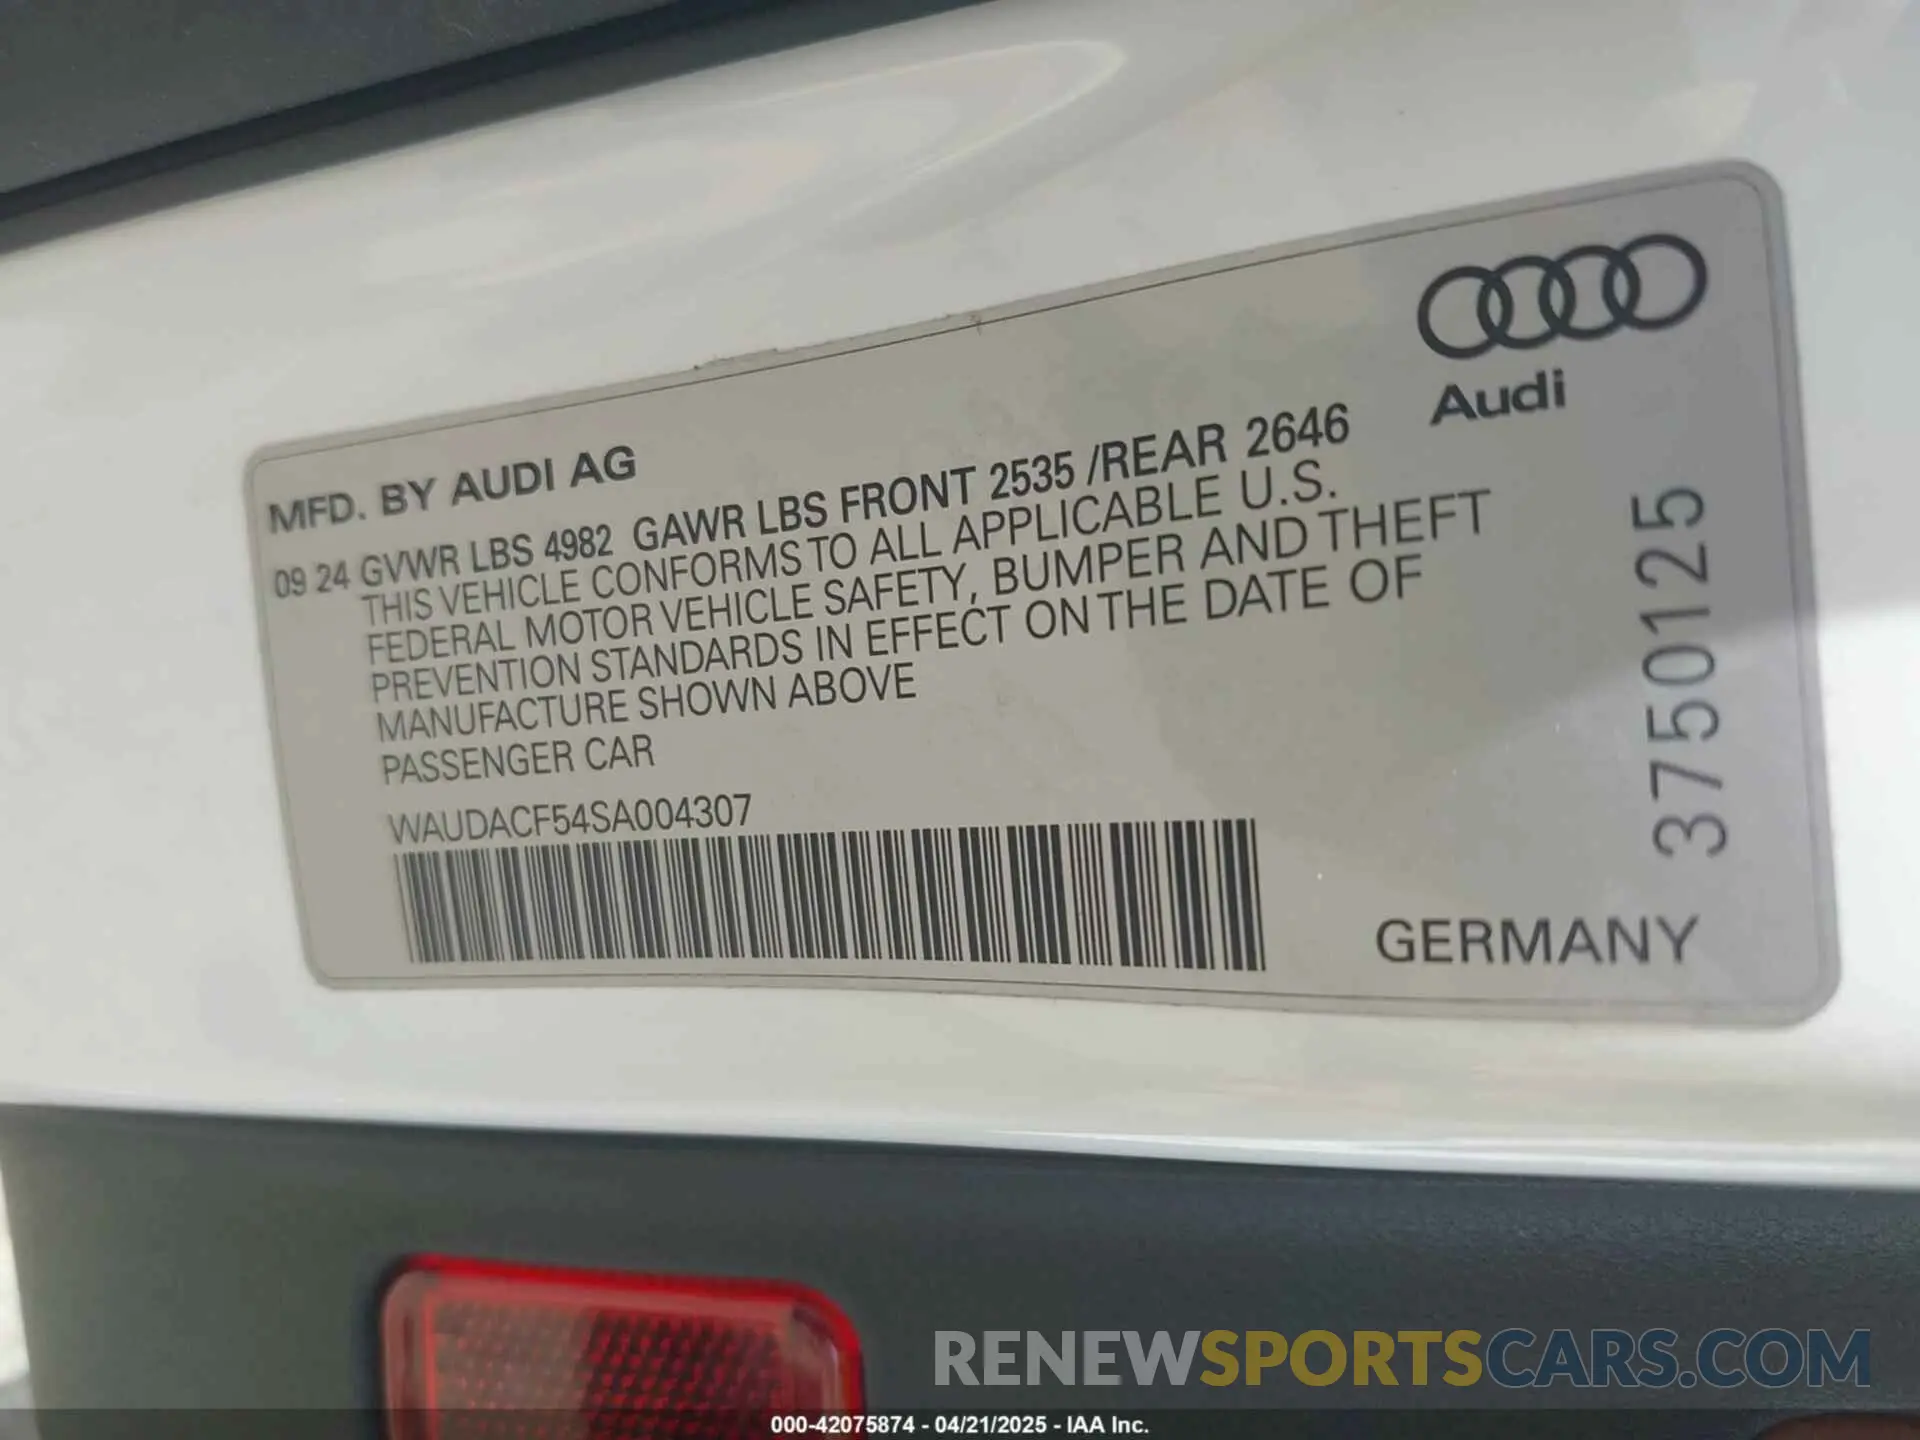 Audi
MFD. BY AUDI AG
09 24 GVWR LBS 4982 GAWR LBS FRONT 2535 /REAR 2646
THIS VEHICLE CONFORMS TO ALL APPLICABLE U.S.
FEDERAL MOTOR VEHICLE SAFETY, BUMPER AND THEFT
PREVENTION STANDARDS IN EFFECT ON THE DATE OF
MANUFACTURE SHOWN ABOVE
PASSENGER CAR
WAUDACF54SA004307
3750125
GERMANY
RENEWSPORTSCARS.COM
000-42075874 - 04/21/2025 - IAA Inc.